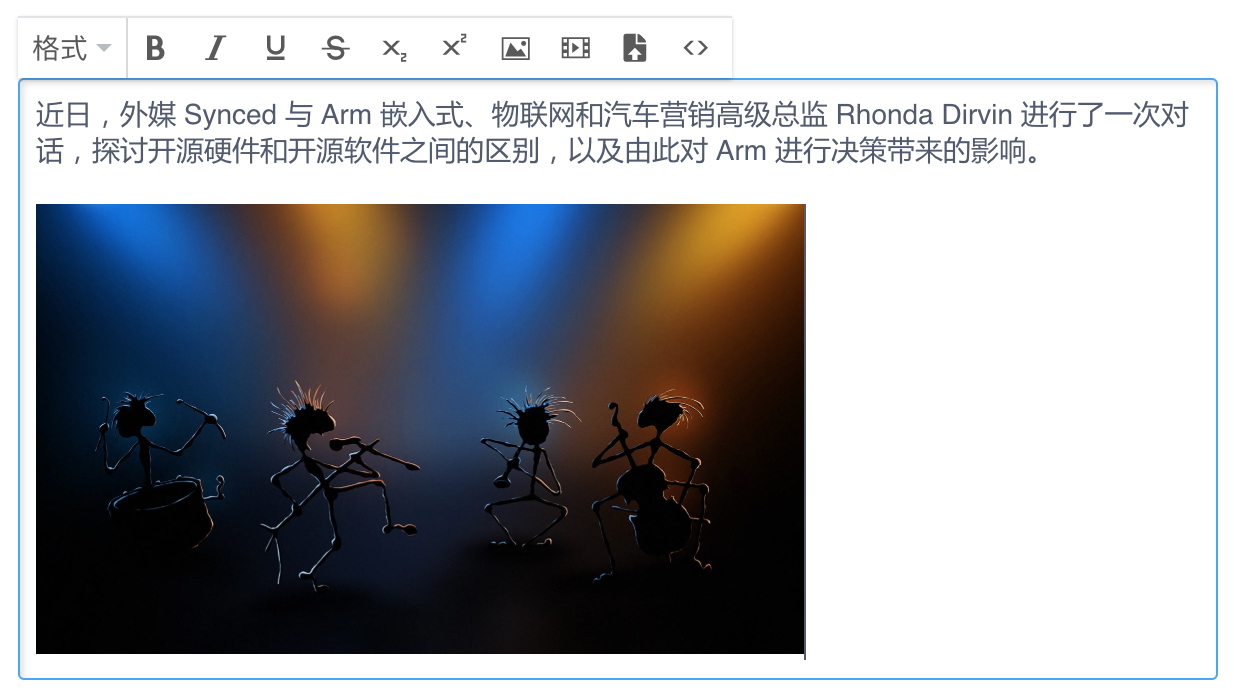 格式 B I U S X₂ X² <>
近日，外媒 Synced 与 Arm 嵌入式、物联网和汽车营销高级总监 Rhonda Dirvin 进行了一次对
话，探讨开源硬件和开源软件之间的区别，以及由此对 Arm 进行决策带来的影响。